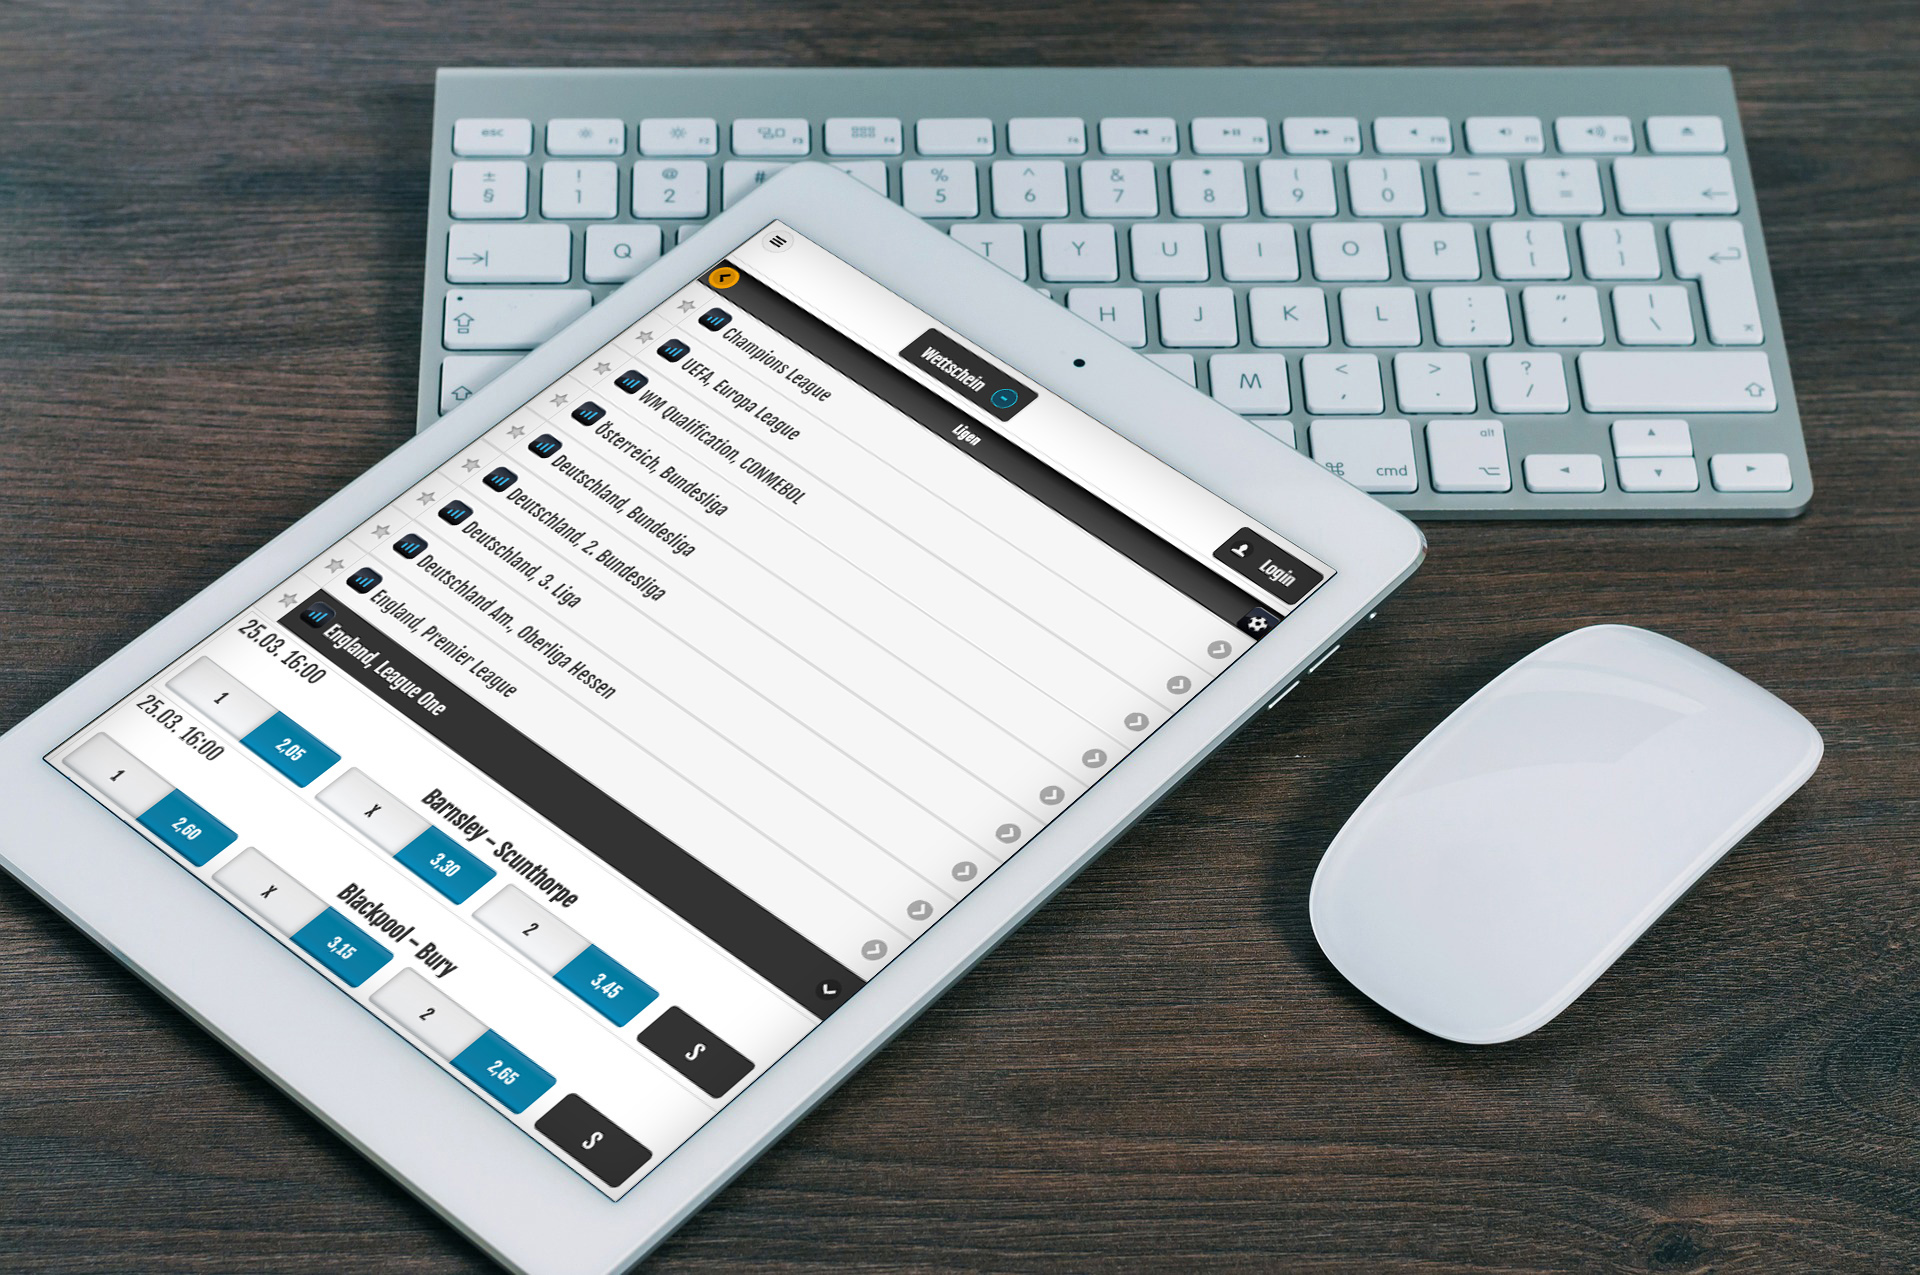 esc F1 F2 F3 F4 F5 F6 F7 F8 F9 F10 F11 F12
± ! @ # % ^ & * ( ) - +
§ 1 2 5 6 7 8 9 0 - =
Q T Y U I O P { }
[ ]
H J K L : " |
; ' \
M < > ?
, . /
alt
⌘ cmd
Wettschein -
Login
Ligen
Champions League
UEFA, Europa League
WM Qualification, CONMEBOL
Österreich, Bundesliga
Deutschland, Bundesliga
Deutschland, 2. Bundesliga
Deutschland, 3. Liga
Deutschland Am., Oberliga Hessen
England, Premier League
England, League One
25.03. 16:00
Barnsley – Scunthorpe
1 2,05 X 3,30 2 3,45 S
25.03. 16:00
Blackpool – Bury
1 2,60 X 3,15 2 2,65 S